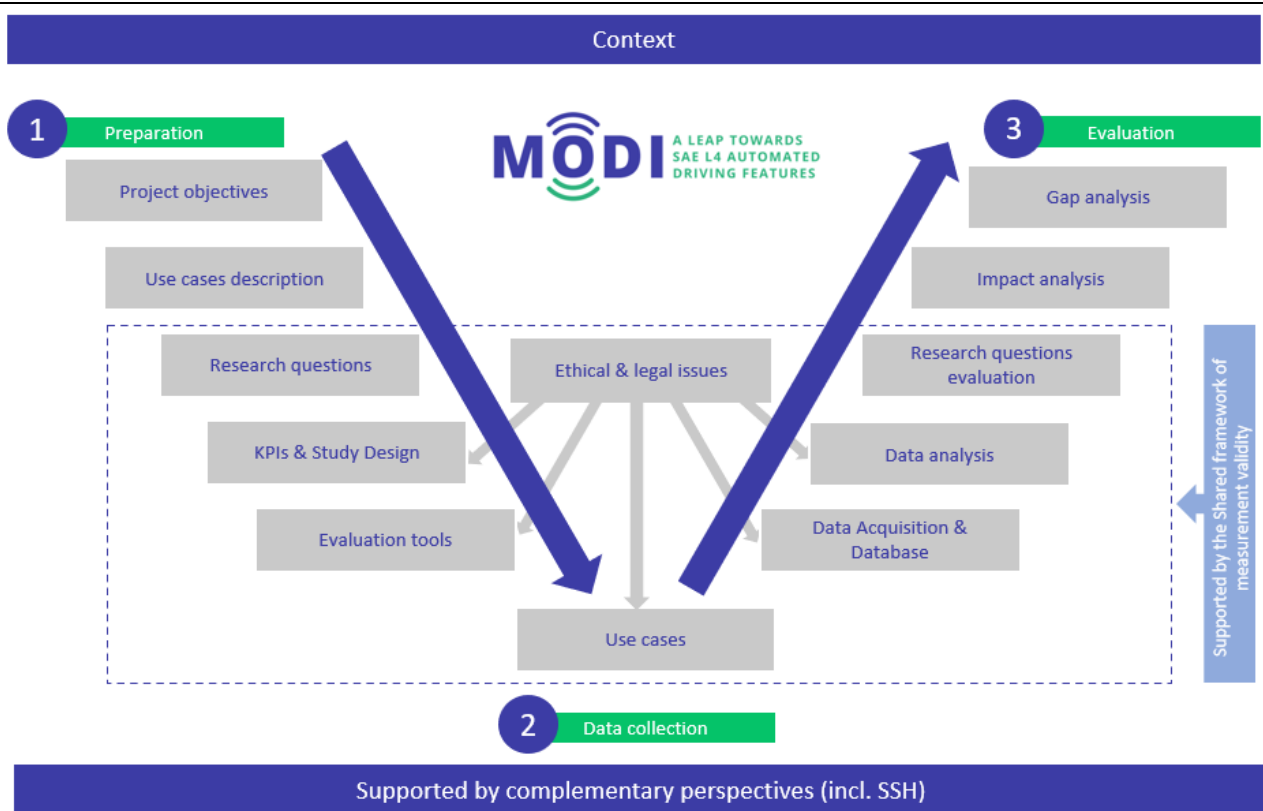 Context
1
Preparation
MODI
A LEAP TOWARDS
SAE L4 AUTOMATED
DRIVING FEATURES
3
Evaluation
Project objectives
Gap analysis
Use cases description
Impact analysis
Research questions
Ethical & legal issues
Research questions
evaluation
KPIs & Study Design
Data analysis
Evaluation tools
Data Acquisition &
Database
Use cases
Supported by the Shared framework of
measurement validity
2
Data collection
Supported by complementary perspectives (incl. SSH)